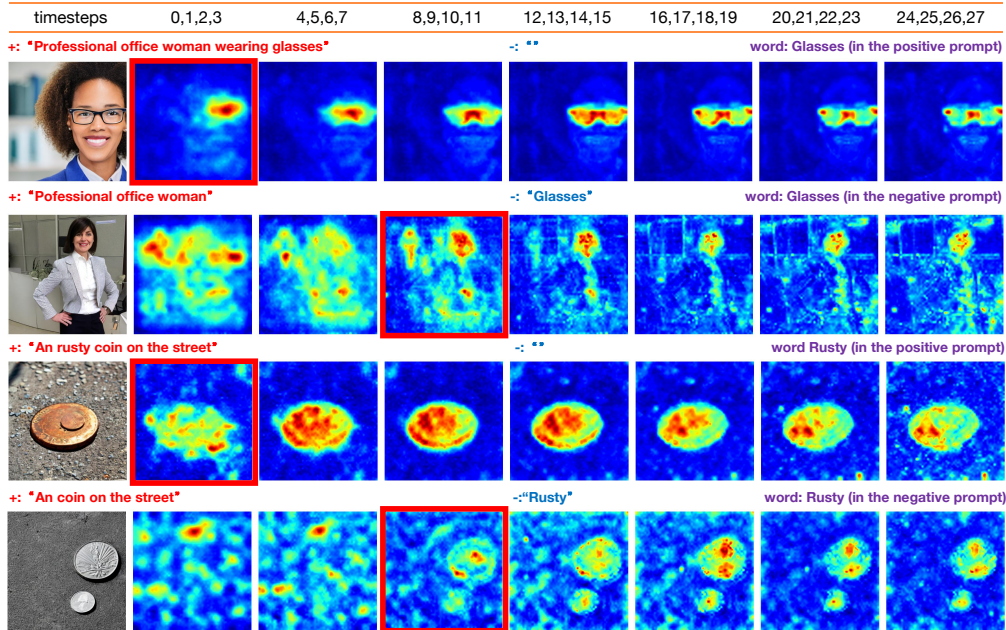 timesteps 0,1,2,3 4,5,6,7 8,9,10,11 12,13,14,15 16,17,18,19 20,21,22,23 24,25,26,27
+: "Professional office woman wearing glasses" -: "" word: Glasses (in the positive prompt)
+: "Pofessional office woman" -: "Glasses" word: Glasses (in the negative prompt)
+: "An rusty coin on the street" -: "" word Rusty (in the positive prompt)
+: "An coin on the street" -:"Rusty" word: Rusty (in the negative prompt)